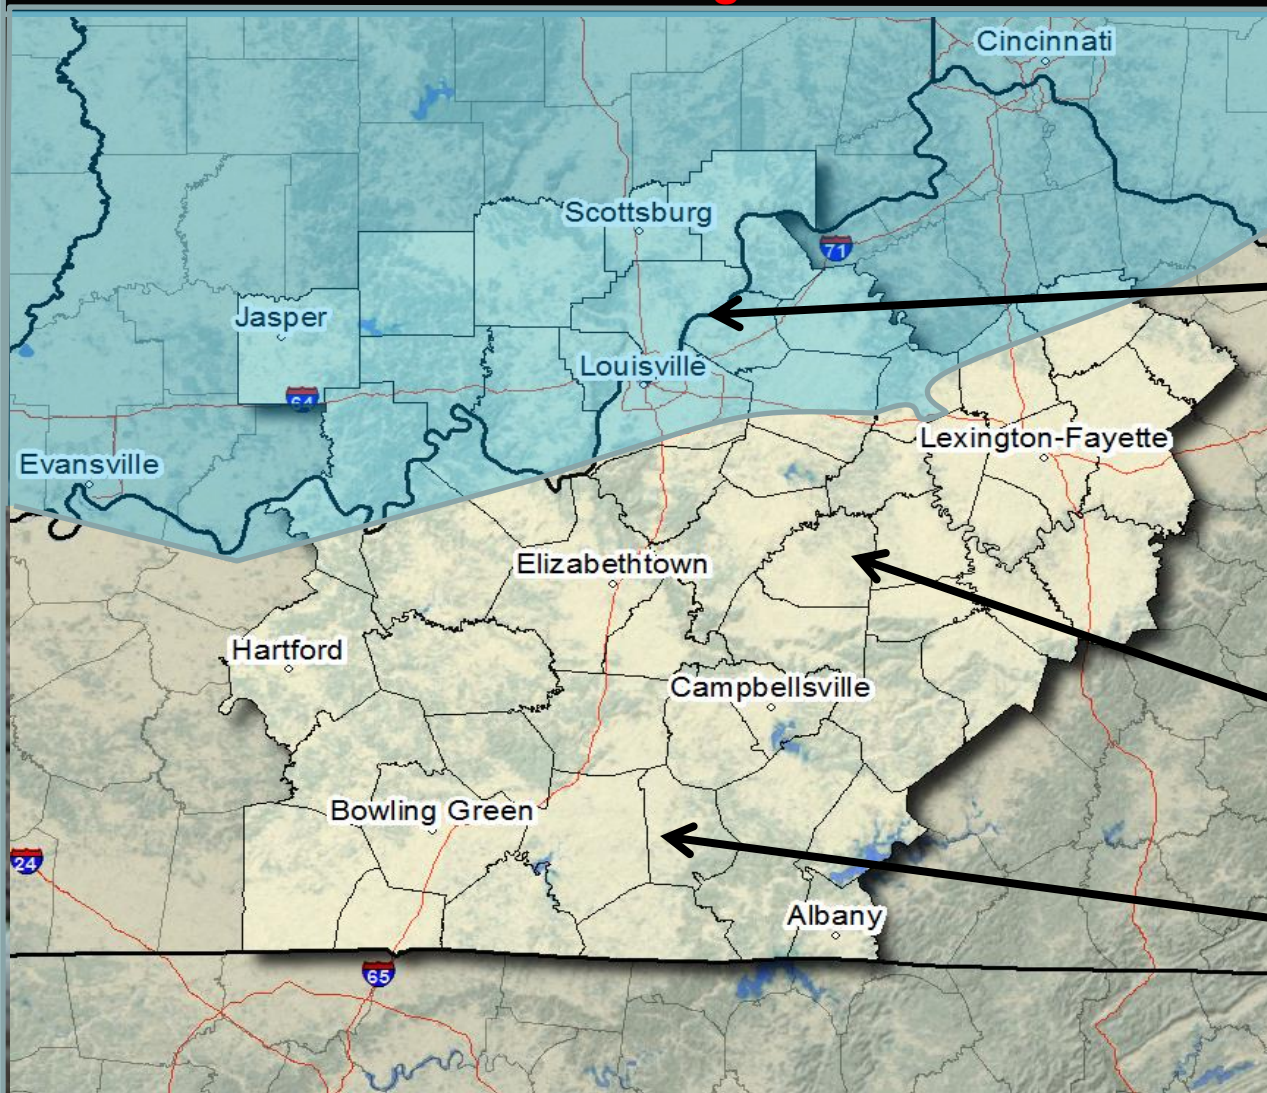 Cincinnati
Scottsburg
71
Jasper
Louisville
64
Evansville
Lexington-Fayette
Elizabethtown
Hartford
Campbellsville
Bowling Green
24
Albany
65